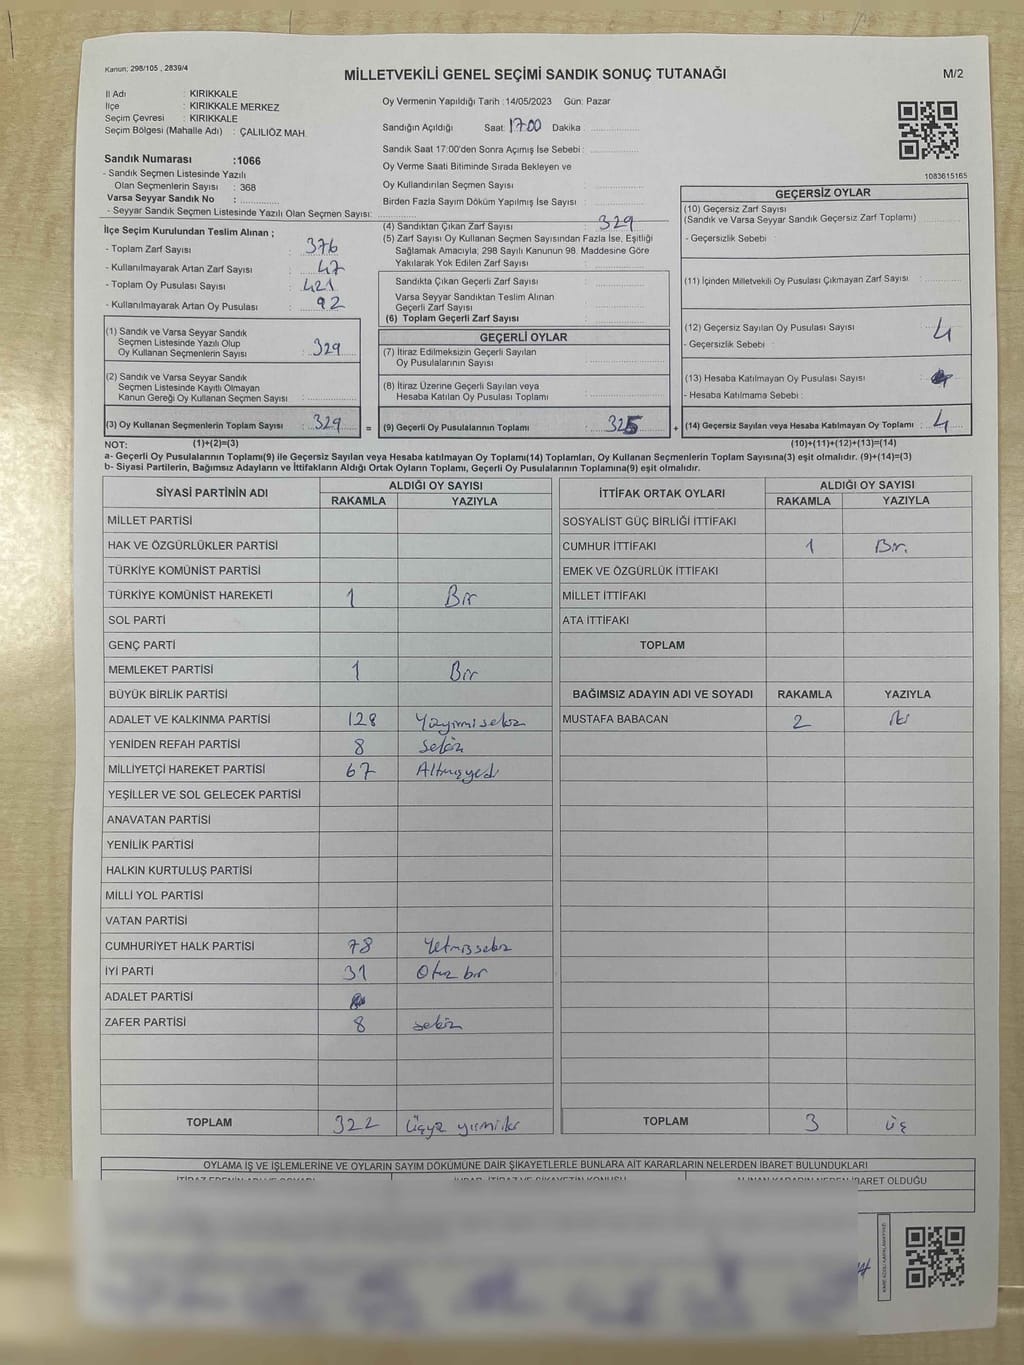 Kanun: 298/105 , 2839/4
MİLLETVEKİLİ GENEL SEÇİMİ SANDIK SONUÇ TUTANAĞI
M/2
İl Adı : KIRIKKALE
İlçe : KIRIKKALE MERKEZ
Seçim Çevresi : KIRIKKALE
Seçim Bölgesi (Mahalle Adı) : ÇALILIÖZ MAH.
Sandık Numarası :1066
- Sandık Seçmen Listesinde Yazılı
Olan Seçmenlerin Sayısı : 368
Varsa Seyyar Sandık No :
- Seyyar Sandık Seçmen Listesinde Yazılı Olan Seçmen Sayısı:
Oy Vermenin Yapıldığı Tarih :14/05/2023 Gün: Pazar
Sandığın Açıldığı Saat: 17:00 Dakika :
Sandık Saat 17:00'den Sonra Açımış İse Sebebi :
Oy Verme Saati Bitiminde Sırada Bekleyen ve
Oy Kullandırılan Seçmen Sayısı :
Birden Fazla Sayım Döküm Yapılmış İse Sayısı :
1083615165
İlçe Seçim Kurulundan Teslim Alınan ;
- Toplam Zarf Sayısı : 376
- Kullanılmayarak Artan Zarf Sayısı : 47
- Toplam Oy Pusulası Sayısı : 421
- Kullanılmayarak Artan Oy Pusulası : 92
(1) Sandık ve Varsa Seyyar Sandık
Seçmen Listesinde Yazılı Olup
Oy Kullanan Seçmenlerin Sayısı : 329
(2) Sandık ve Varsa Seyyar Sandık
Seçmen Listesinde Kayıtlı Olmayan
Kanun Gereği Oy Kullanan Seçmen Sayısı :
(3) Oy Kullanan Seçmenlerin Toplam Sayısı : 329 =
(4) Sandıktan Çıkan Zarf Sayısı : 329
(5) Zarf Sayısı Oy Kullanan Seçmen Sayısından Fazla İse, Eşitliği
Sağlamak Amacıyla; 298 Sayılı Kanunun 98. Maddesine Göre
Yakılarak Yok Edilen Zarf Sayısı :
Sandıkta Çıkan Geçerli Zarf Sayısı :
Varsa Seyyar Sandıktan Teslim Alınan
Geçerli Zarf Sayısı :
(6) Toplam Geçerli Zarf Sayısı :
GEÇERLİ OYLAR
(7) İtiraz Edilmeksizin Geçerli Sayılan
Oy Pusulalarının Sayısı :
(8) İtiraz Üzerine Geçerli Sayılan veya
Hesaba Katılan Oy Pusulası Toplamı :
(9) Geçerli Oy Pusulalarının Toplamı : 325 +
GEÇERSİZ OYLAR
(10) Geçersiz Zarf Sayısı
(Sandık ve Varsa Seyyar Sandık Geçersiz Zarf Toplamı) :
- Geçersizlik Sebebi :
(11) İçinden Milletvekili Oy Pusulası Çıkmayan Zarf Sayısı :
(12) Geçersiz Sayılan Oy Pusulası Sayısı : 4
- Geçersizlik Sebebi :
(13) Hesaba Katılmayan Oy Pusulası Sayısı :
- Hesaba Katılmama Sebebi :
(14) Geçersiz Sayılan veya Hesaba Katılmayan Oy Toplamı : 4
NOT: (1)+(2)=(3) (10)+(11)+(12)+(13)=(14)
a- Geçerli Oy Pusulalarının Toplamı(9) ile Geçersiz Sayılan veya Hesaba katılmayan Oy Toplamı(14) Toplamları, Oy Kullanan Seçmenlerin Toplam Sayısına(3) eşit olmalıdır. (9)+(14)=(3)
b- Siyasi Partilerin, Bağımsız Adayların ve İttifakların Aldığı Ortak Oyların Toplamı, Geçerli Oy Pusulalarının Toplamına(9) eşit olmalıdır.
SİYASİ PARTİNİN ADI ALDIĞI OY SAYISI
RAKAMLA YAZIYLA
MİLLET PARTİSİ
HAK VE ÖZGÜRLÜKLER PARTİSİ
TÜRKİYE KOMÜNİST PARTİSİ
TÜRKİYE KOMÜNİST HAREKETİ 1 Bir
SOL PARTİ
GENÇ PARTİ
MEMLEKET PARTİSİ 1 Bir
BÜYÜK BİRLİK PARTİSİ
ADALET VE KALKINMA PARTİSİ 128 Yüzyirmisekiz
YENİDEN REFAH PARTİSİ 8 sekiz
MİLLİYETÇİ HAREKET PARTİSİ 67 Altmışyedi
YEŞİLLER VE SOL GELECEK PARTİSİ
ANAVATAN PARTİSİ
YENİLİK PARTİSİ
HALKIN KURTULUŞ PARTİSİ
MİLLİ YOL PARTİSİ
VATAN PARTİSİ
CUMHURİYET HALK PARTİSİ 78 Yetmişsekiz
İYİ PARTİ 31 Otuz bir
ADALET PARTİSİ
ZAFER PARTİSİ 8 sekiz
TOPLAM 322 Üçyüz yirmiiki
İTTİFAK ORTAK OYLARI ALDIĞI OY SAYISI
RAKAMLA YAZIYLA
SOSYALİST GÜÇ BİRLİĞİ İTTİFAKI
CUMHUR İTTİFAKI 1 Bir.
EMEK VE ÖZGÜRLÜK İTTİFAKI
MİLLET İTTİFAKI
ATA İTTİFAKI
TOPLAM
BAĞIMSIZ ADAYIN ADI VE SOYADI RAKAMLA YAZIYLA
MUSTAFA BABACAN 2 iki
TOPLAM 3 üç
OYLAMA İŞ VE İŞLEMLERİNE VE OYLARIN SAYIM DÖKÜMÜNE DAİR ŞİKAYETLERLE BUNLARA AİT KARARLARIN NELERDEN İBARET BULUNDUKLARI